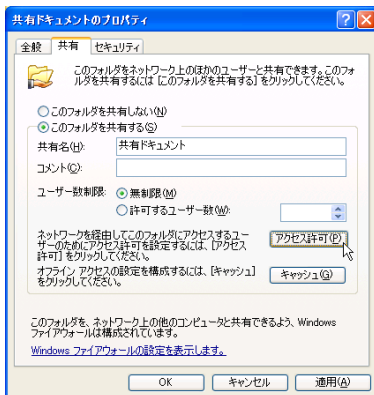 共有ドキュメントのプロパティ
全般 共有 セキュリティ
このフォルダをネットワーク上のほかのユーザーと共有できます。このフォ
ルダを共有するには [このフォルダを共有する] をクリックしてください。
このフォルダを共有しない(N)
このフォルダを共有する(S)
共有名(H): 共有ドキュメント
コメント(C):
ユーザー数制限: 無制限(M)
許可するユーザー数(W):
ネットワークを経由してこのフォルダにアクセスするユー
ザーのためにアクセス許可を設定するには、[アクセス
許可] をクリックしてください。
アクセス許可(P)
オフライン アクセスの設定を構成するには、[キャッシュ]
をクリックしてください。
キャッシュ(G)
このフォルダを、ネットワーク上の他のコンピュータと共有できるよう、Windows
ファイアウォールは構成されています。
Windows ファイアウォールの設定を表示します。
OK キャンセル 適用(A)